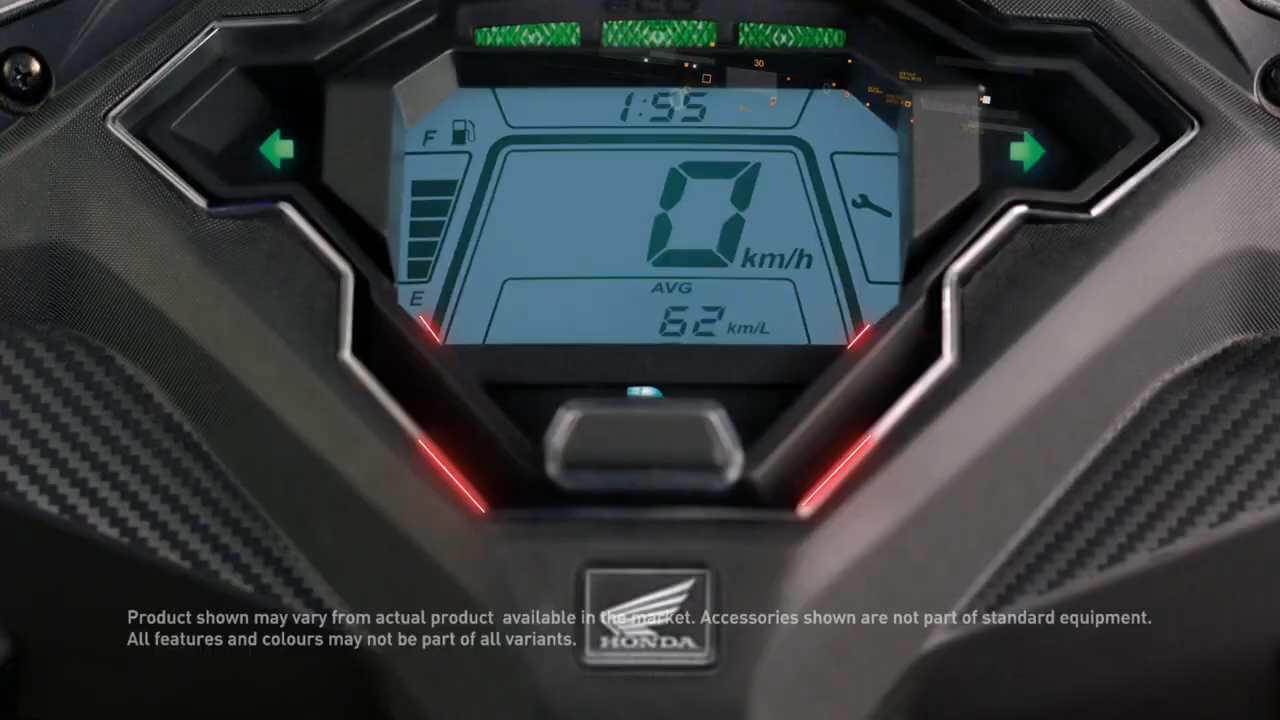 ECO
30
1:55
F
0 km/h
E
AVG
62 km/L
Product shown may vary from actual product available in the market. Accessories shown are not part of standard equipment.
All features and colours may not be part of all variants.
HONDA